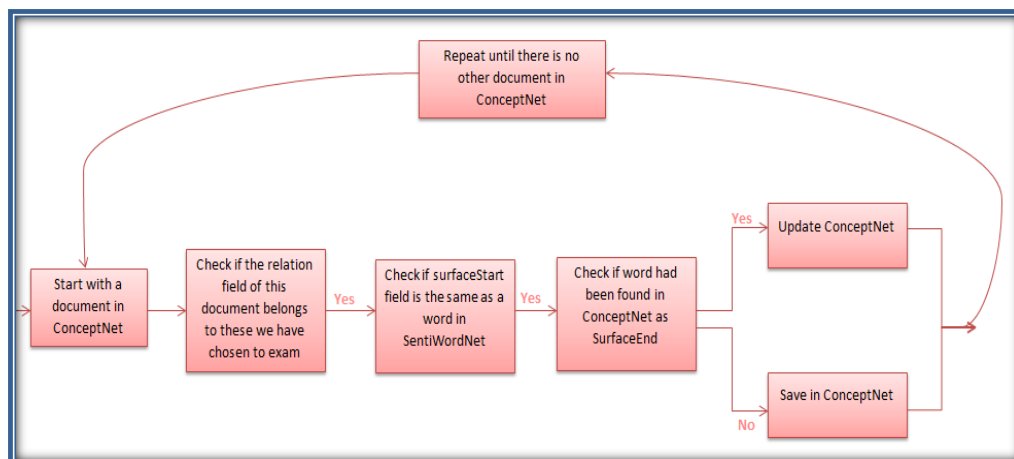 Repeat until there is no
other document in
ConceptNet
Start with a
document in
ConceptNet
Check if the relation
field of this
document belongs
to these we have
chosen to exam
Yes
Check if surfaceStart
field is the same as a
word in
SentiWordNet
Yes
Check if word had
been found in
ConceptNet as
SurfaceEnd
Yes
Update ConceptNet
No
Save in ConceptNet